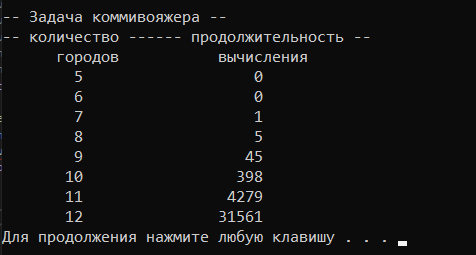 -- Задача коммивояжера --
-- количество ------ продолжительность --
городов вычисления
5 0
6 0
7 1
8 5
9 45
10 398
11 4279
12 31561
Для продолжения нажмите любую клавишу . . .